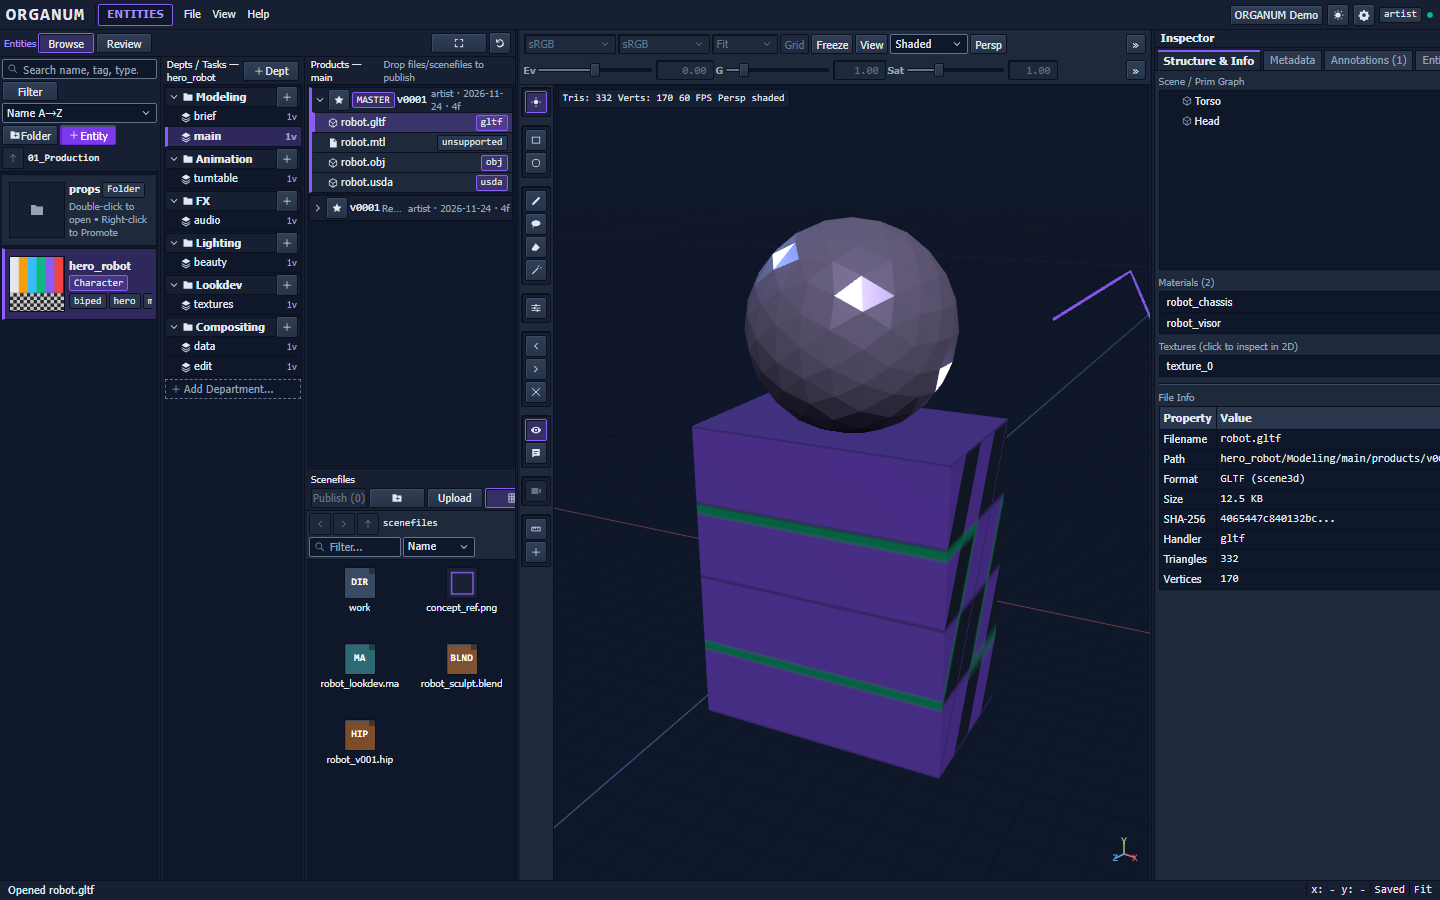 ORGANUM ENTITIES File View Help ORGANUM Demo artist
Entities Browse Review
Search name, tag, type.
Filter
Name A→Z
Folder + Entity
01_Production
props Folder
Double-click to
open • Right-click
to Promote
hero_robot
Character
biped hero
Depts / Tasks —
hero_robot
+ Dept
Modeling
brief 1v
main 1v
Animation
turntable 1v
FX
audio 1v
Lighting
beauty 1v
Lookdev
textures 1v
Compositing
data 1v
edit 1v
+ Add Department...
Products —
main
Drop files/scenefiles to
publish
MASTER v0001 artist · 2026-11-
24 · 4f
robot.gltf gltf
robot.mtl unsupported
robot.obj obj
robot.usda usda
v0001 Re... artist · 2026-11-24 · 4f
Scenefiles
Publish (0) Upload
scenefiles
Filter... Name
DIR
work
concept_ref.png
MA
robot_lookdev.ma
BLND
robot_sculpt.blend
HIP
robot_v001.hip
sRGB sRGB Fit Grid Freeze View Shaded Persp »
Ev 0.00 G 1.00 Sat 1.00 »
Tris: 332 Verts: 170 60 FPS Persp shaded
Y
Z X
Inspector
Structure & Info Metadata Annotations (1) Enti
Scene / Prim Graph
Torso
Head
Materials (2)
robot_chassis
robot_visor
Textures (click to inspect in 2D)
texture_0
File Info
Property Value
Filename robot.gltf
Path hero_robot/Modeling/main/products/v00
Format GLTF (scene3d)
Size 12.5 KB
SHA-256 4065447c840132bc...
Handler gltf
Triangles 332
Vertices 170
Opened robot.gltf
x: - y: - Saved Fit